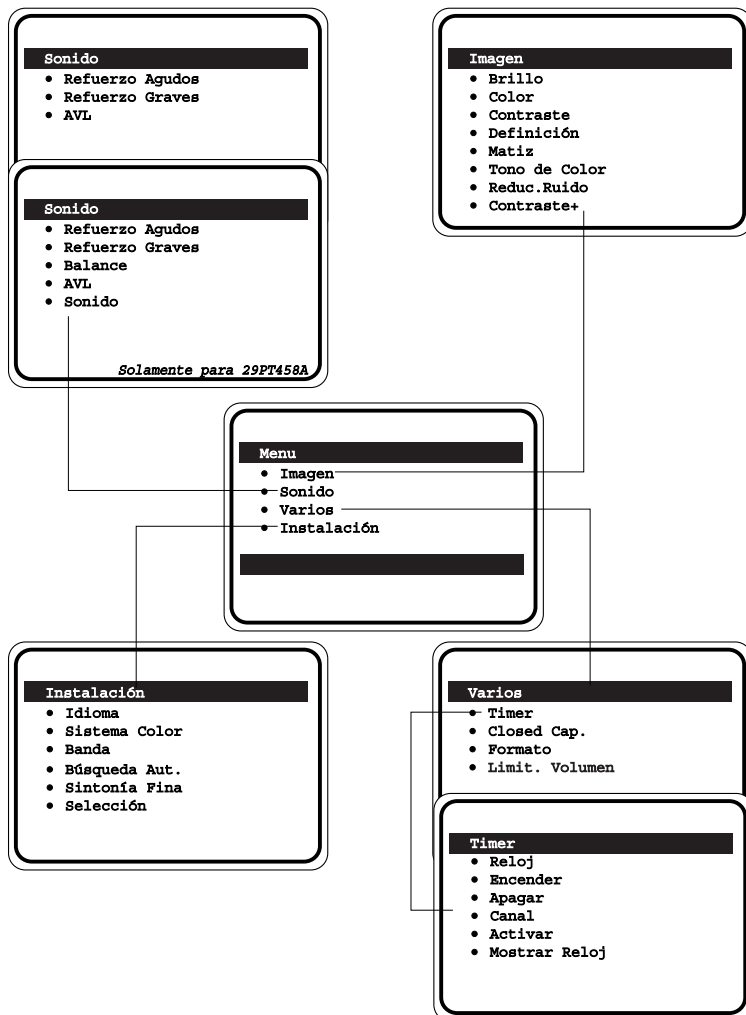 Sonido
• Refuerzo Agudos
• Refuerzo Graves
• AVL
Sonido
• Refuerzo Agudos
• Refuerzo Graves
• Balance
• AVL
• Sonido
Solamente para 29PT458A
Imagen
• Brillo
• Color
• Contraste
• Definición
• Matiz
• Tono de Color
• Reduc.Ruido
• Contraste+
Menu
• Imagen
• Sonido
• Varios
• Instalación
Instalación
• Idioma
• Sistema Color
• Banda
• Búsqueda Aut.
• Sintonía Fina
• Selección
Varios
• Timer
• Closed Cap.
• Formato
• Limit. Volumen
Timer
• Reloj
• Encender
• Apagar
• Canal
• Activar
• Mostrar Reloj